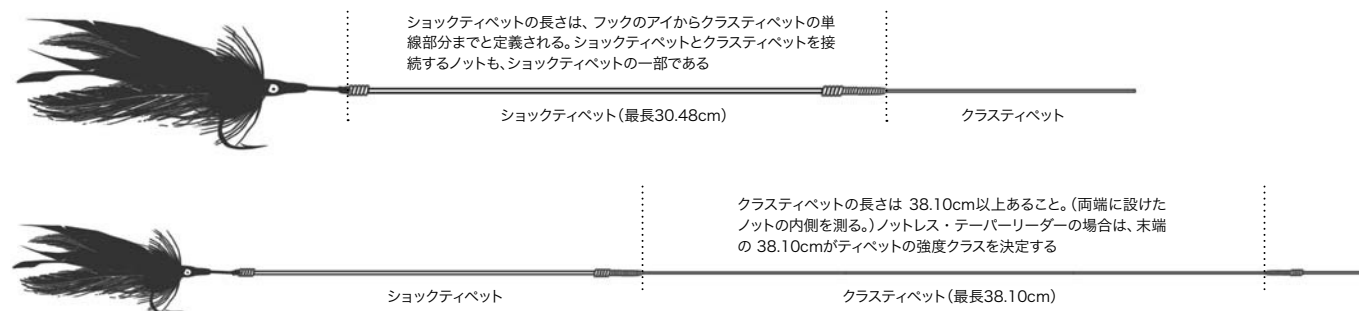 ショックティペットの長さは、フックのアイからクラスティペットの単
線部分までと定義される。ショックティペットとクラスティペットを接
続するノットも、ショックティペットの一部である
ショックティペット（最長30.48cm）
クラスティペット
クラスティペットの長さは 38.10cm以上あること。（両端に設けた
ノットの内側を測る。）ノットレス・テーパーリーダーの場合は、末端
の 38.10cmがティペットの強度クラスを決定する
ショックティペット
クラスティペット（最長38.10cm）